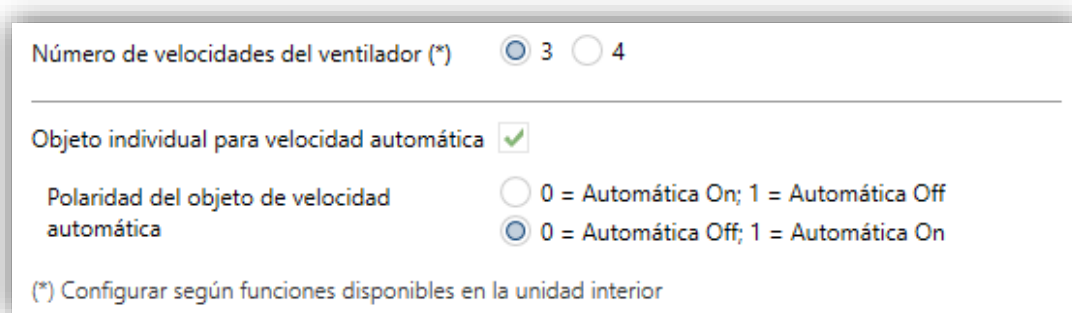 Número de velocidades del ventilador (*) 3 4
Objeto individual para velocidad automática
Polaridad del objeto de velocidad
automática
0 = Automática On; 1 = Automática Off
0 = Automática Off; 1 = Automática On
(*) Configurar según funciones disponibles en la unidad interior